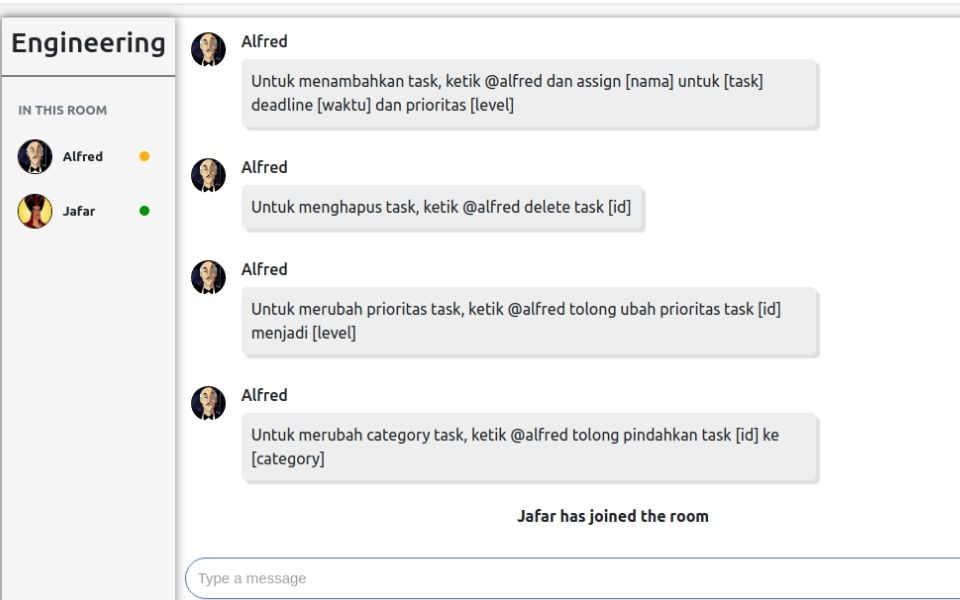 Engineering
IN THIS ROOM
Alfred
Jafar
Alfred
Untuk menambahkan task, ketik @alfred dan assign [nama] untuk [task]
deadline [waktu] dan prioritas [level]
Alfred
Untuk menghapus task, ketik @alfred delete task [id]
Alfred
Untuk merubah prioritas task, ketik @alfred tolong ubah prioritas task [id]
menjadi [level]
Alfred
Untuk merubah category task, ketik @alfred tolong pindahkan task [id] ke
[category]
Jafar has joined the room
Type a message